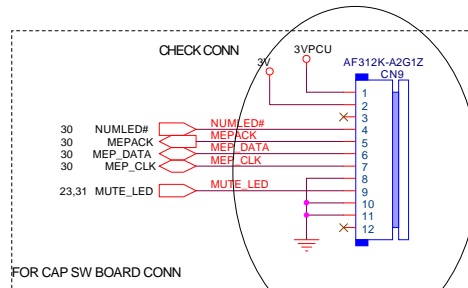 CHECK CONN
3VPCU
3V
AF312K-A2G1Z
CN9
1
2
3
30 NUMLED# NUMLED# 4
30 MEPACK MEPACK 5
30 MEP_DATA MEP_DATA 6
30 MEP_CLK MEP_CLK 7
8
23,31 MUTE_LED MUTE_LED 9
10
11
12
FOR CAP SW BOARD CONN